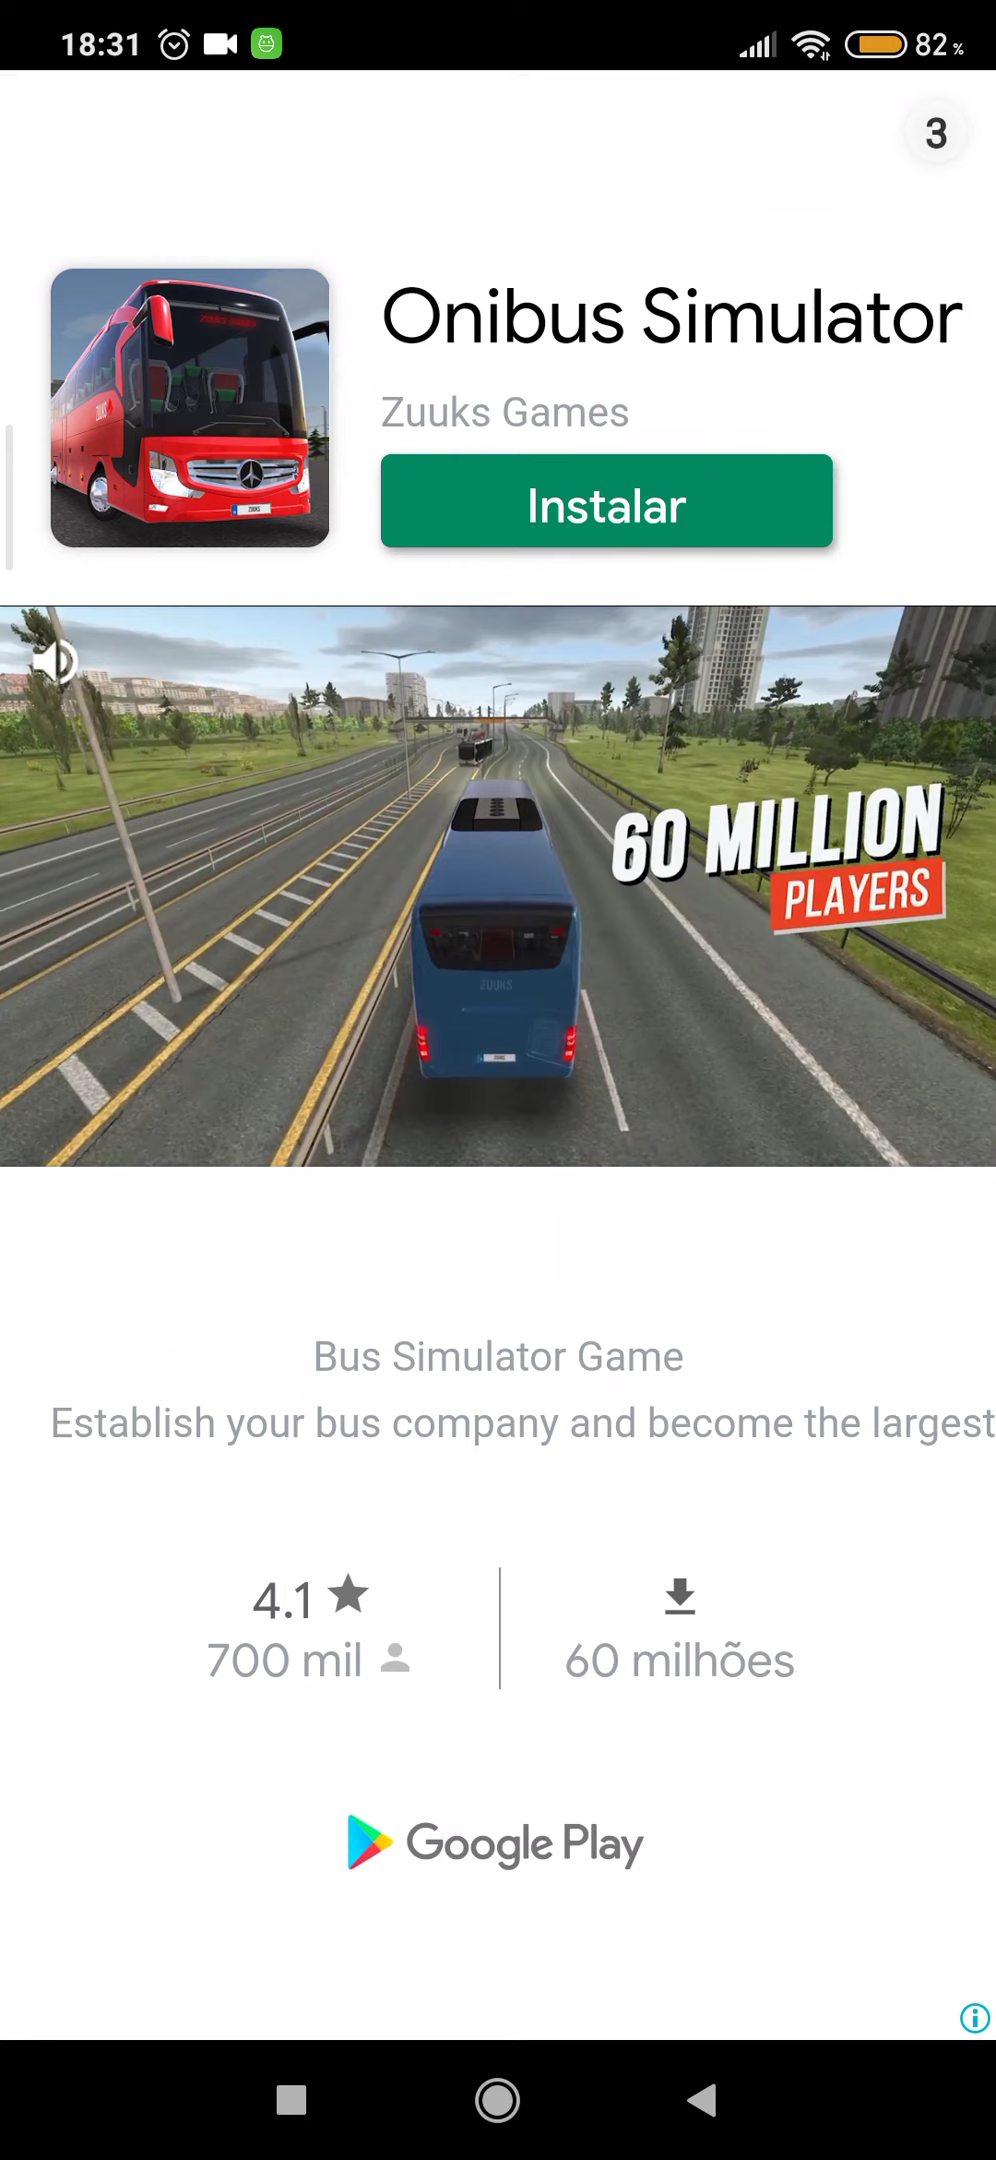 18:31
82 %
3
Onibus Simulator
Zuuks Games
Instalar
60 MILLION
PLAYERS
ZUUKS
Bus Simulator Game
Establish your bus company and become the largest
4.1
700 mil
60 milhões
Google Play